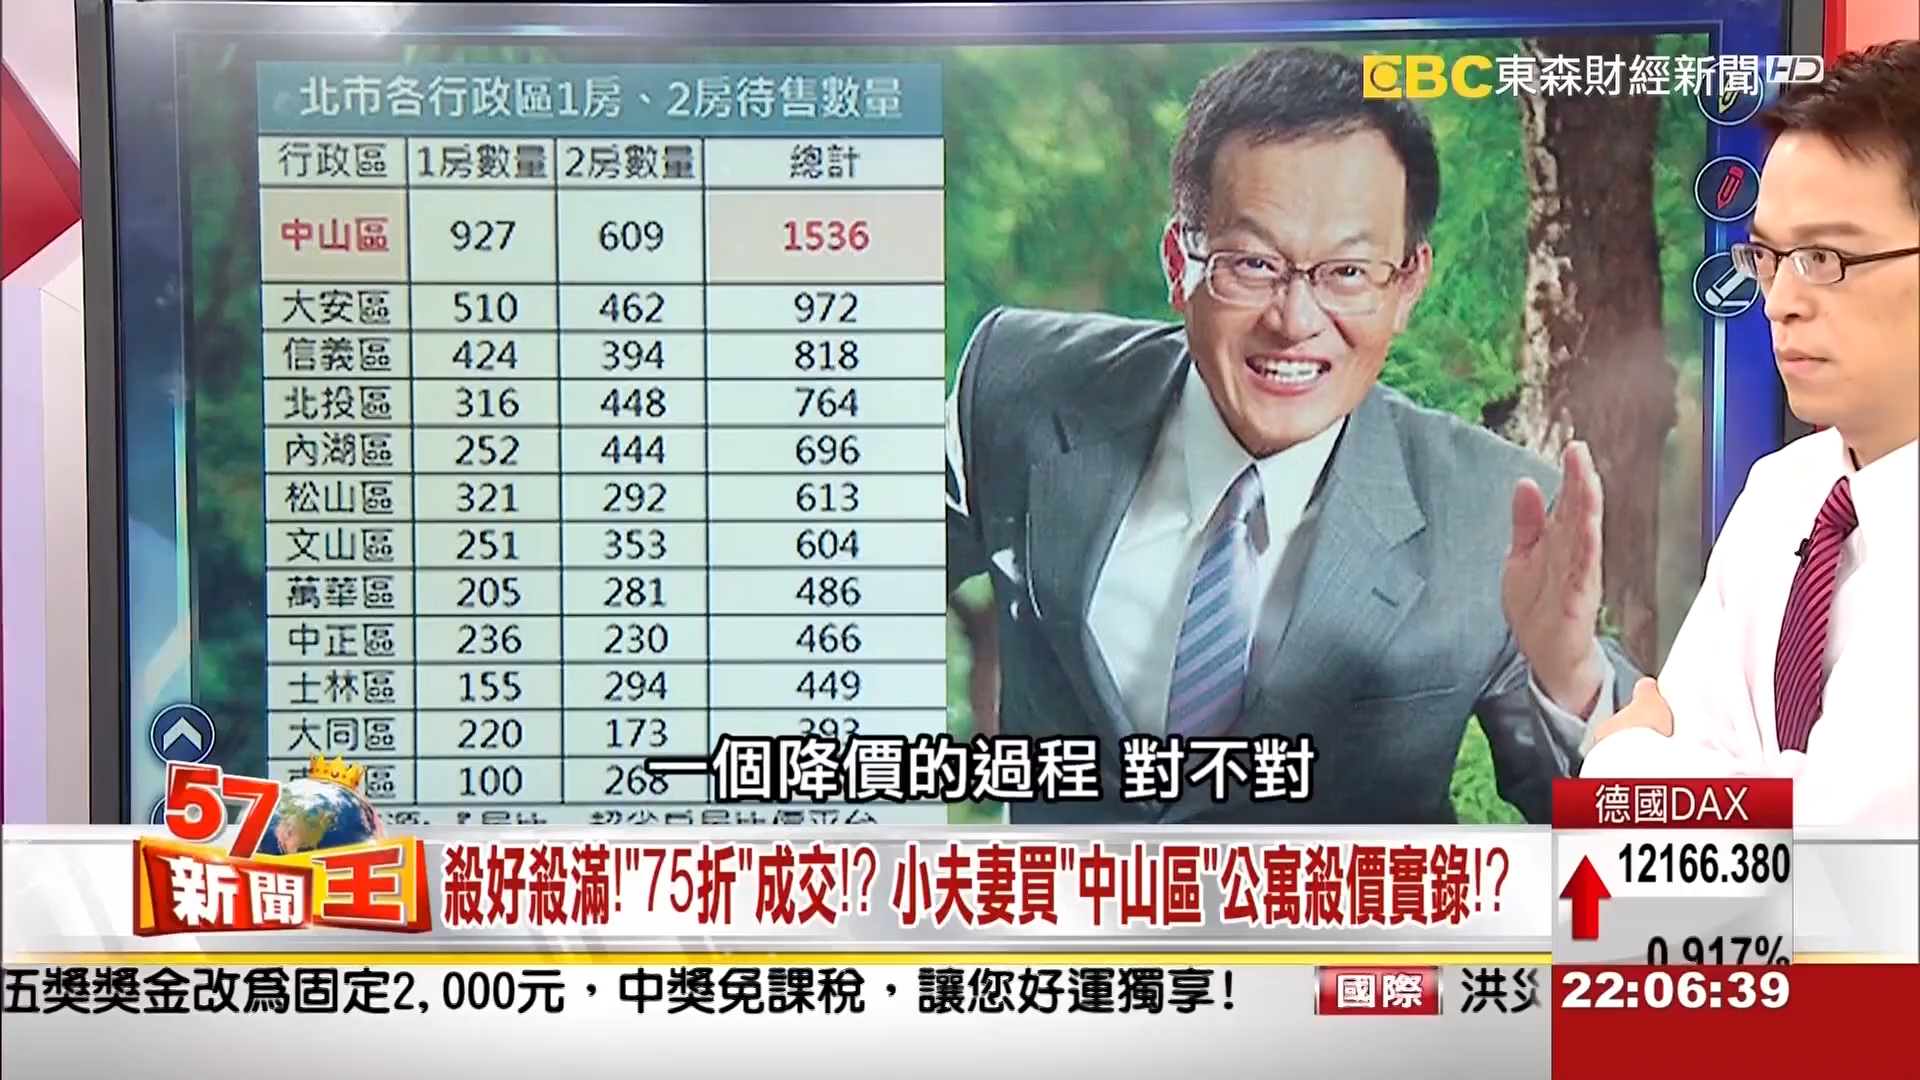 EBC東森財經新聞HD
北市各行政區1房、2房待售數量
行政區 1房數量 2房數量 總計
中山區 927 609 1536
大安區 510 462 972
信義區 424 394 818
北投區 316 448 764
內湖區 252 444 696
松山區 321 292 613
文山區 251 353 604
萬華區 205 281 486
中正區 236 230 466
士林區 155 294 449
大同區 220 173 393
區 100 268
一個降價的過程 對不對
德國DAX
12166.380
0.917%
57
新聞王
殺好殺滿!"75折"成交!? 小夫妻買"中山區"公寓殺價實錄!?
伍獎獎金改為固定2,000元，中獎免課稅，讓您好運獨享!
國際 洪災
22:06:39